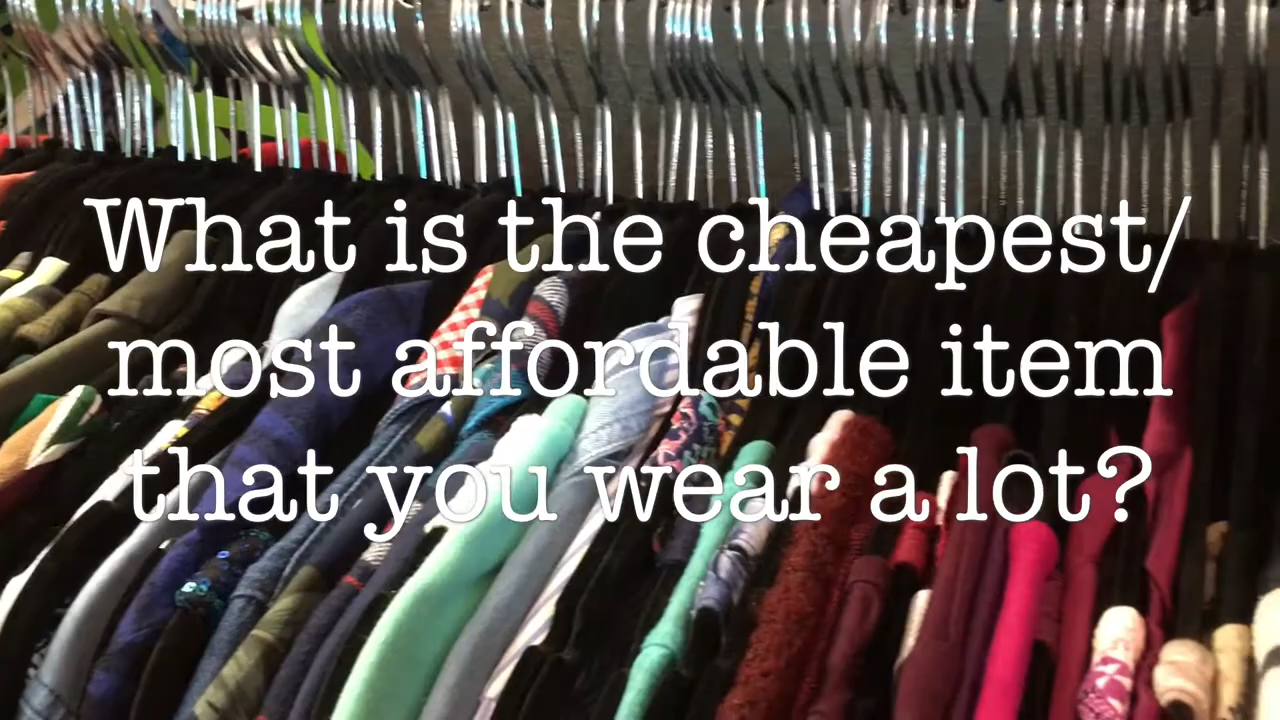 What is the cheapest/
most affordable item
that you wear a lot?